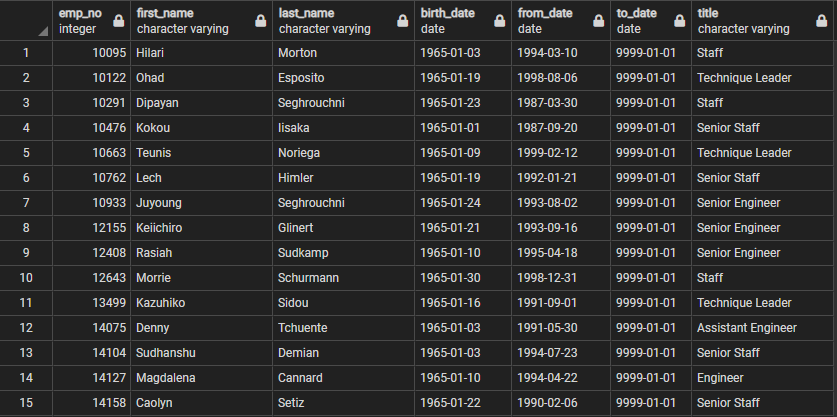 emp_no first_name last_name birth_date from_date to_date title
integer character varying character varying date date date character varying
1 10095 Hilari Morton 1965-01-03 1994-03-10 9999-01-01 Staff
2 10122 Ohad Esposito 1965-01-19 1998-08-06 9999-01-01 Technique Leader
3 10291 Dipayan Seghrouchni 1965-01-23 1987-03-30 9999-01-01 Staff
4 10476 Kokou Iisaka 1965-01-01 1987-09-20 9999-01-01 Senior Staff
5 10663 Teunis Noriega 1965-01-09 1999-02-12 9999-01-01 Technique Leader
6 10762 Lech Himler 1965-01-19 1992-01-21 9999-01-01 Senior Staff
7 10933 Juyoung Seghrouchni 1965-01-24 1993-08-02 9999-01-01 Senior Engineer
8 12155 Keiichiro Glinert 1965-01-21 1993-09-16 9999-01-01 Senior Engineer
9 12408 Rasiah Sudkamp 1965-01-10 1995-04-18 9999-01-01 Senior Engineer
10 12643 Morrie Schurmann 1965-01-30 1998-12-31 9999-01-01 Staff
11 13499 Kazuhiko Sidou 1965-01-16 1991-09-01 9999-01-01 Technique Leader
12 14075 Denny Tchuente 1965-01-03 1991-05-30 9999-01-01 Assistant Engineer
13 14104 Sudhanshu Demian 1965-01-03 1994-07-23 9999-01-01 Senior Staff
14 14127 Magdalena Cannard 1965-01-10 1994-04-22 9999-01-01 Engineer
15 14158 Caolyn Setiz 1965-01-22 1990-02-06 9999-01-01 Senior Staff